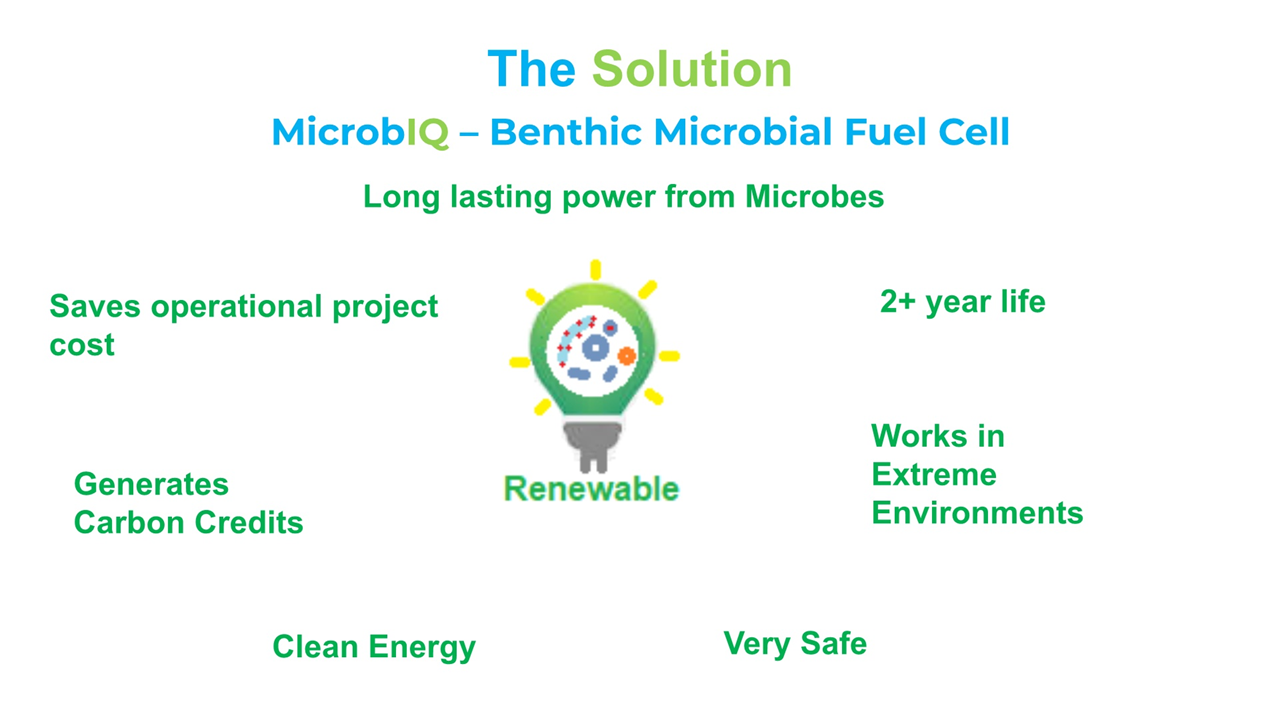 The Solution
MicrobIQ – Benthic Microbial Fuel Cell
Long lasting power from Microbes
Saves operational project
cost
2+ year life
Generates
Carbon Credits
Renewable
Works in
Extreme
Environments
Clean Energy
Very Safe